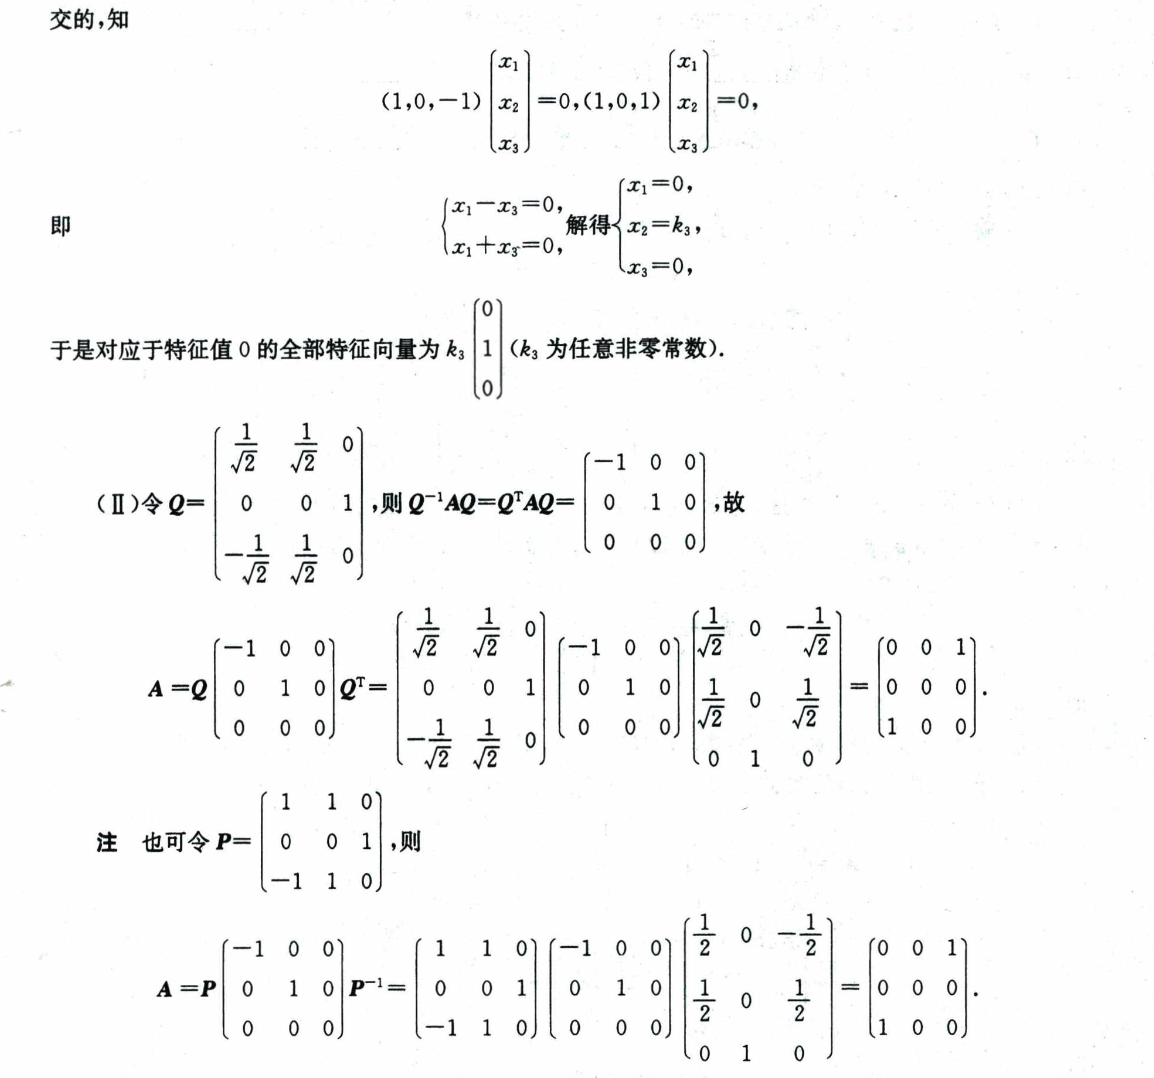 交的,知
(1,0,-1)\begin{pmatrix}x_1\\x_2\\x_3\end{pmatrix}=0,(1,0,1)\begin{pmatrix}x_1\\x_2\\x_3\end{pmatrix}=0,
即 \begin{cases}x_1-x_3=0,\\x_1+x_3=0,\end{cases}解得\begin{cases}x_1=0,\\x_2=k_3,\\x_3=0,\end{cases}
于是对应于特征值 0 的全部特征向量为 k_3\begin{pmatrix}0\\1\\0\end{pmatrix}(k_3 为任意非零常数).
(Ⅱ)令 Q=\begin{pmatrix}\frac{1}{\sqrt{2}}&\frac{1}{\sqrt{2}}&0\\0&0&1\\-\frac{1}{\sqrt{2}}&\frac{1}{\sqrt{2}}&0\end{pmatrix},则 Q^{-1}AQ=Q^{T}AQ=\begin{pmatrix}-1&0&0\\0&1&0\\0&0&0\end{pmatrix},故
A=Q\begin{pmatrix}-1&0&0\\0&1&0\\0&0&0\end{pmatrix}Q^{T}=\begin{pmatrix}\frac{1}{\sqrt{2}}&\frac{1}{\sqrt{2}}&0\\0&0&1\\-\frac{1}{\sqrt{2}}&\frac{1}{\sqrt{2}}&0\end{pmatrix}\begin{pmatrix}-1&0&0\\0&1&0\\0&0&0\end{pmatrix}\begin{pmatrix}\frac{1}{\sqrt{2}}&0&-\frac{1}{\sqrt{2}}\\\frac{1}{\sqrt{2}}&0&\frac{1}{\sqrt{2}}\\0&1&0\end{pmatrix}=\begin{pmatrix}0&0&1\\0&0&0\\1&0&0\end{pmatrix}.
注 也可令 P=\begin{pmatrix}1&1&0\\0&0&1\\-1&1&0\end{pmatrix},则
A=P\begin{pmatrix}-1&0&0\\0&1&0\\0&0&0\end{pmatrix}P^{-1}=\begin{pmatrix}1&1&0\\0&0&1\\-1&1&0\end{pmatrix}\begin{pmatrix}-1&0&0\\0&1&0\\0&0&0\end{pmatrix}\begin{pmatrix}\frac{1}{2}&0&-\frac{1}{2}\\\frac{1}{2}&0&\frac{1}{2}\\0&1&0\end{pmatrix}=\begin{pmatrix}0&0&1\\0&0&0\\1&0&0\end{pmatrix}.